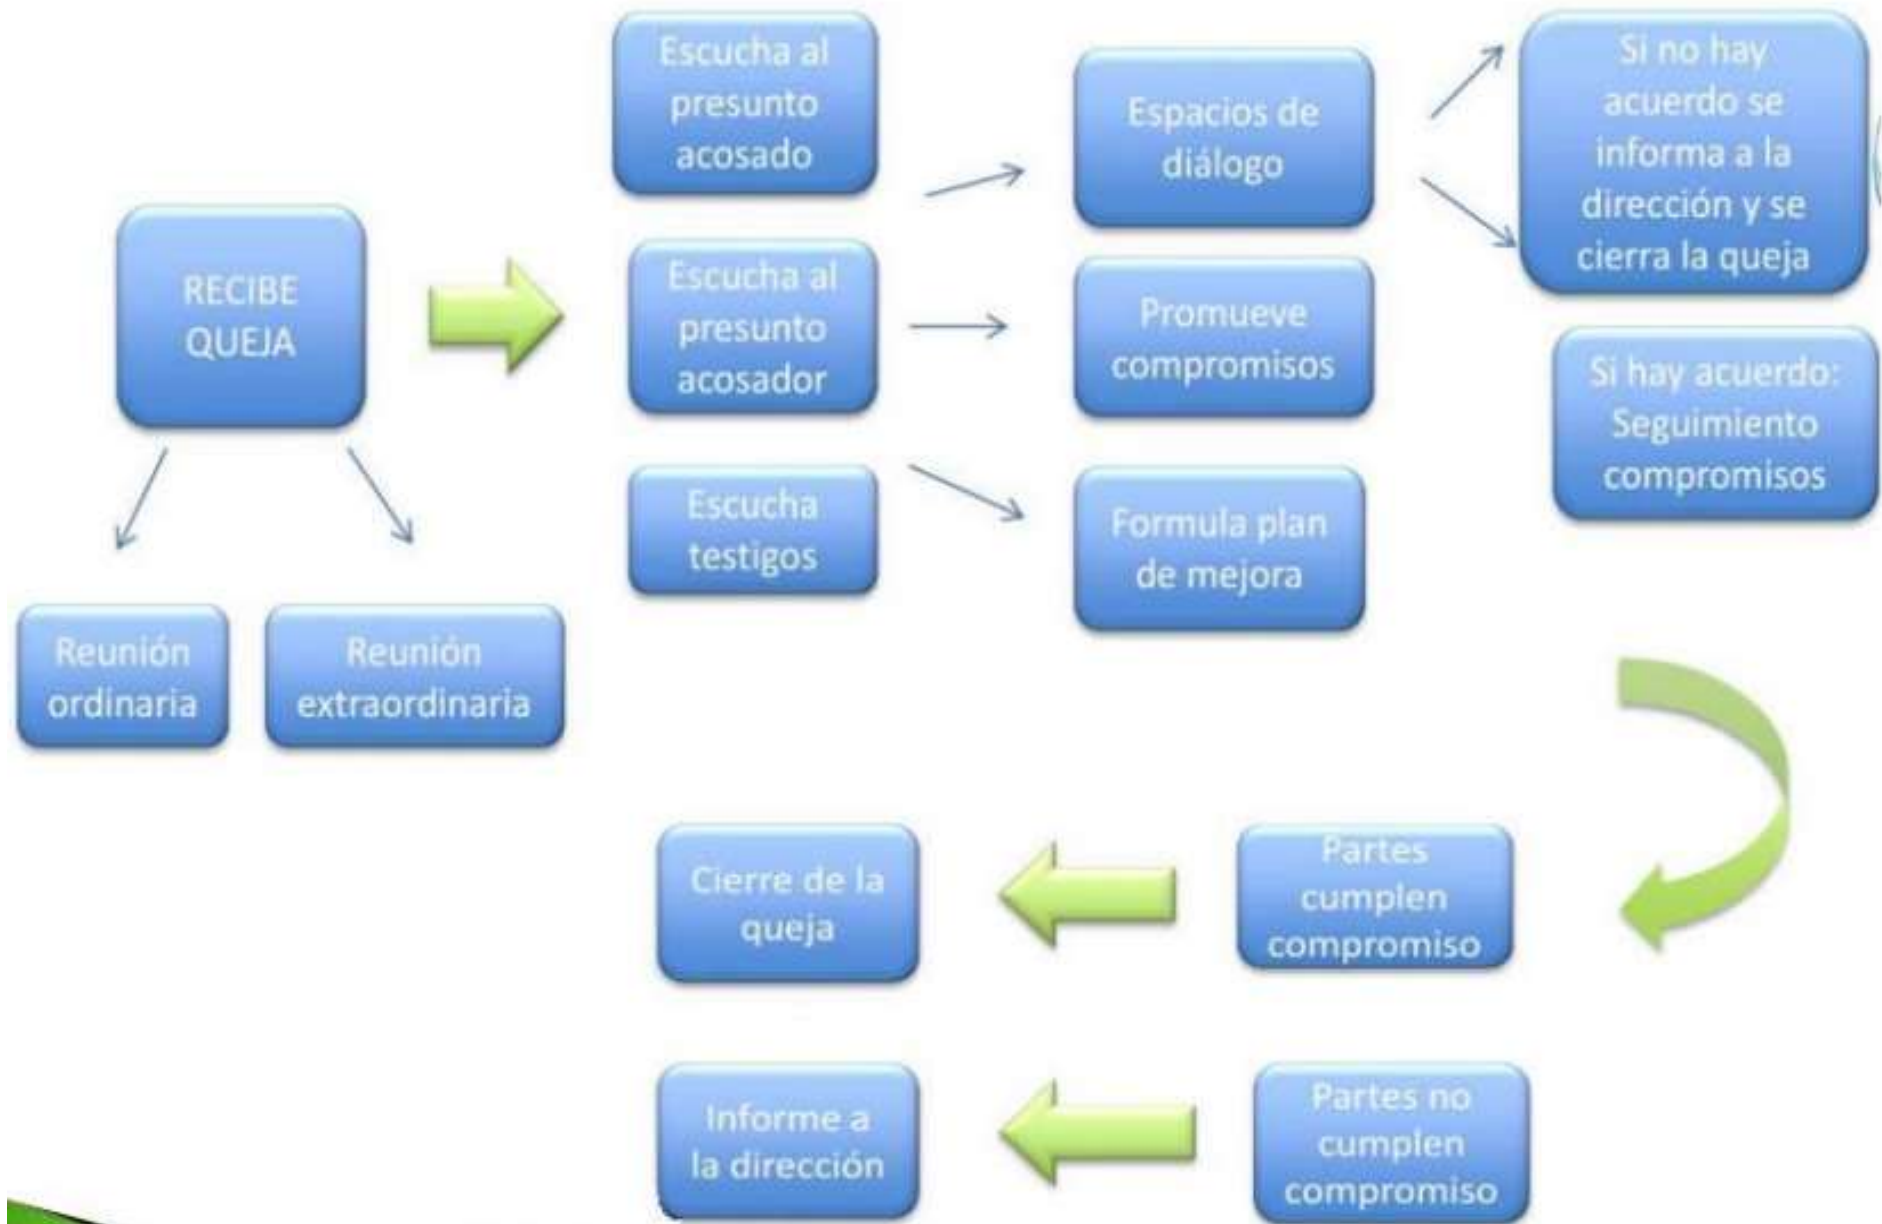 RECIBE
QUEJA
Reunión
ordinaria
Reunión
extraordinaria
Escucha al
presunto
acosado
Escucha al
presunto
acosador
Escucha
testigos
Espacios de
diálogo
Promueve
compromisos
Formula plan
de mejora
Si no hay
acuerdo se
informa a la
dirección y se
cierra la queja
Si hay acuerdo:
Seguimiento
compromisos
Partes
cumplen
compromiso
Cierre de la
queja
Partes no
cumplen
compromiso
Informe a
la dirección